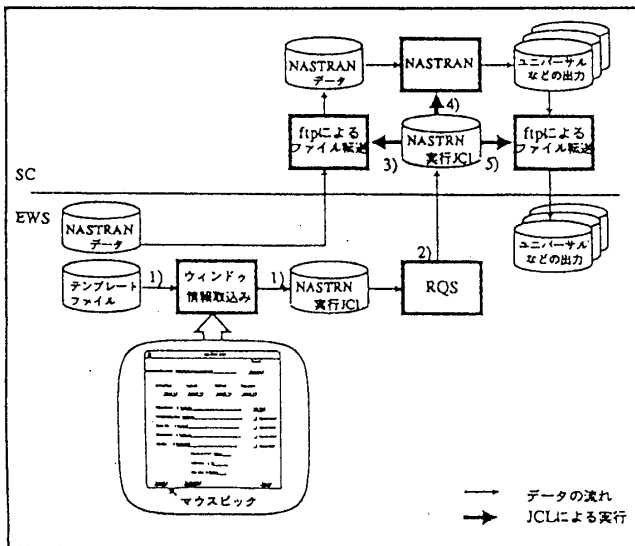 NASTRAN
データ
NASTRAN
ユニバーサル
などの出力
4)
ftpによる
ファイル転送
NASTRN
実行JCl
ftpによる
ファイル転送
3)
5)
SC
EWS
NASTRAN
データ
ユニバーサル
などの出力
2)
テンプレート
ファイル
1)
ウィンドゥ
情報取込み
1)
NASTRN
実行JCl
RQS
マウスピック
データの流れ
JCLによる実行